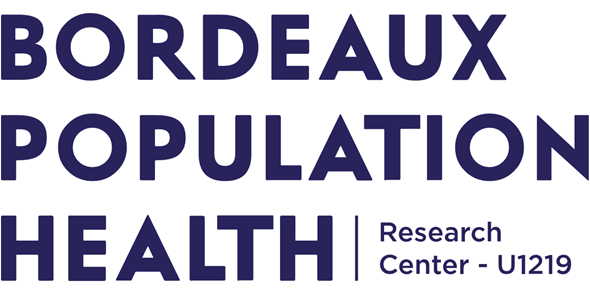 BORDEAUX
POPULATION
HEALTH
Research
Center - U1219